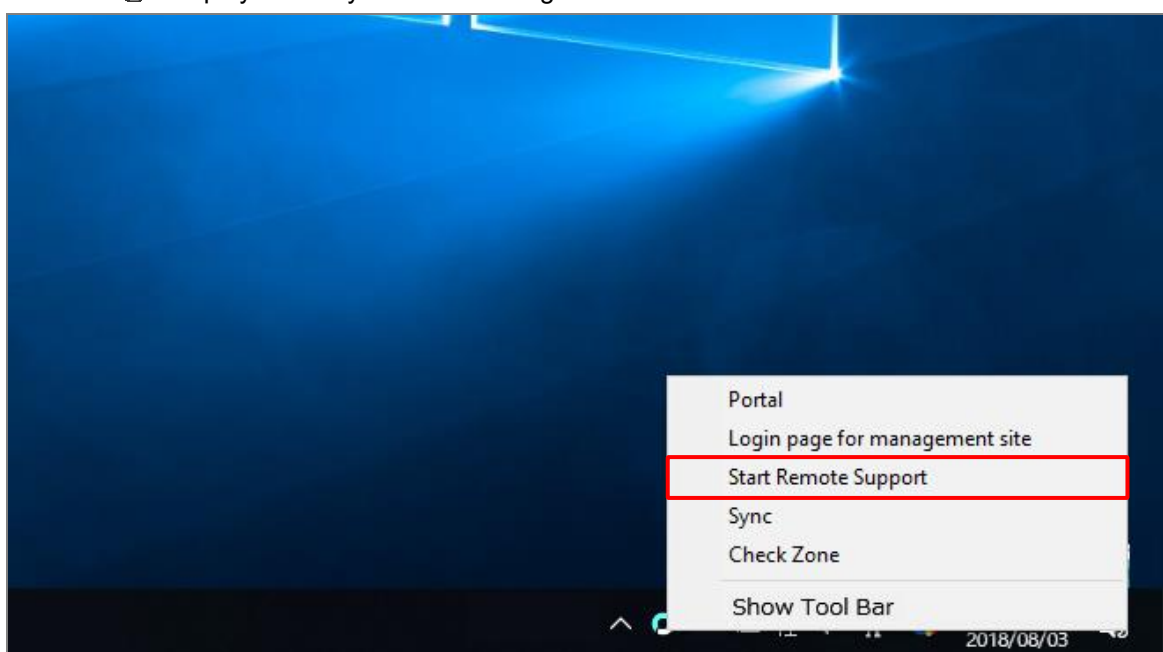 Portal
Login page for management site
Start Remote Support
Sync
Check Zone
Show Tool Bar
2018/08/03